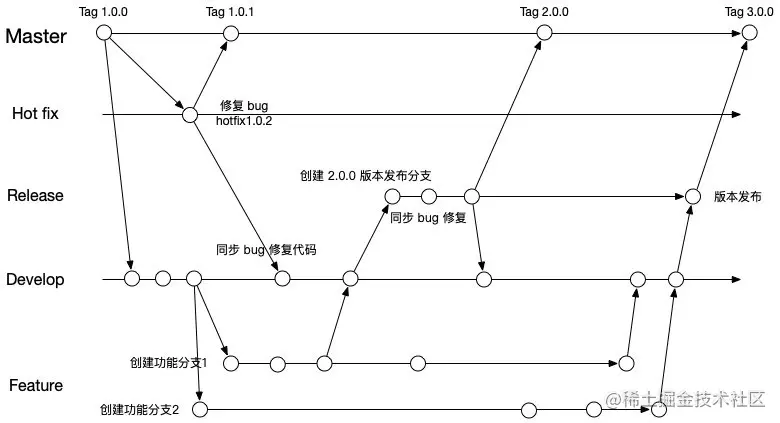 Tag 1.0.0
Tag 1.0.1
Tag 2.0.0
Tag 3.0.0
Master
Hot fix
修复 bug
hotfix1.0.2
创建 2.0.0 版本发布分支
Release
版本发布
同步 bug 修复
同步 bug 修复代码
Develop
创建功能分支1
Feature
创建功能分支2
@稀土掘金技术社区